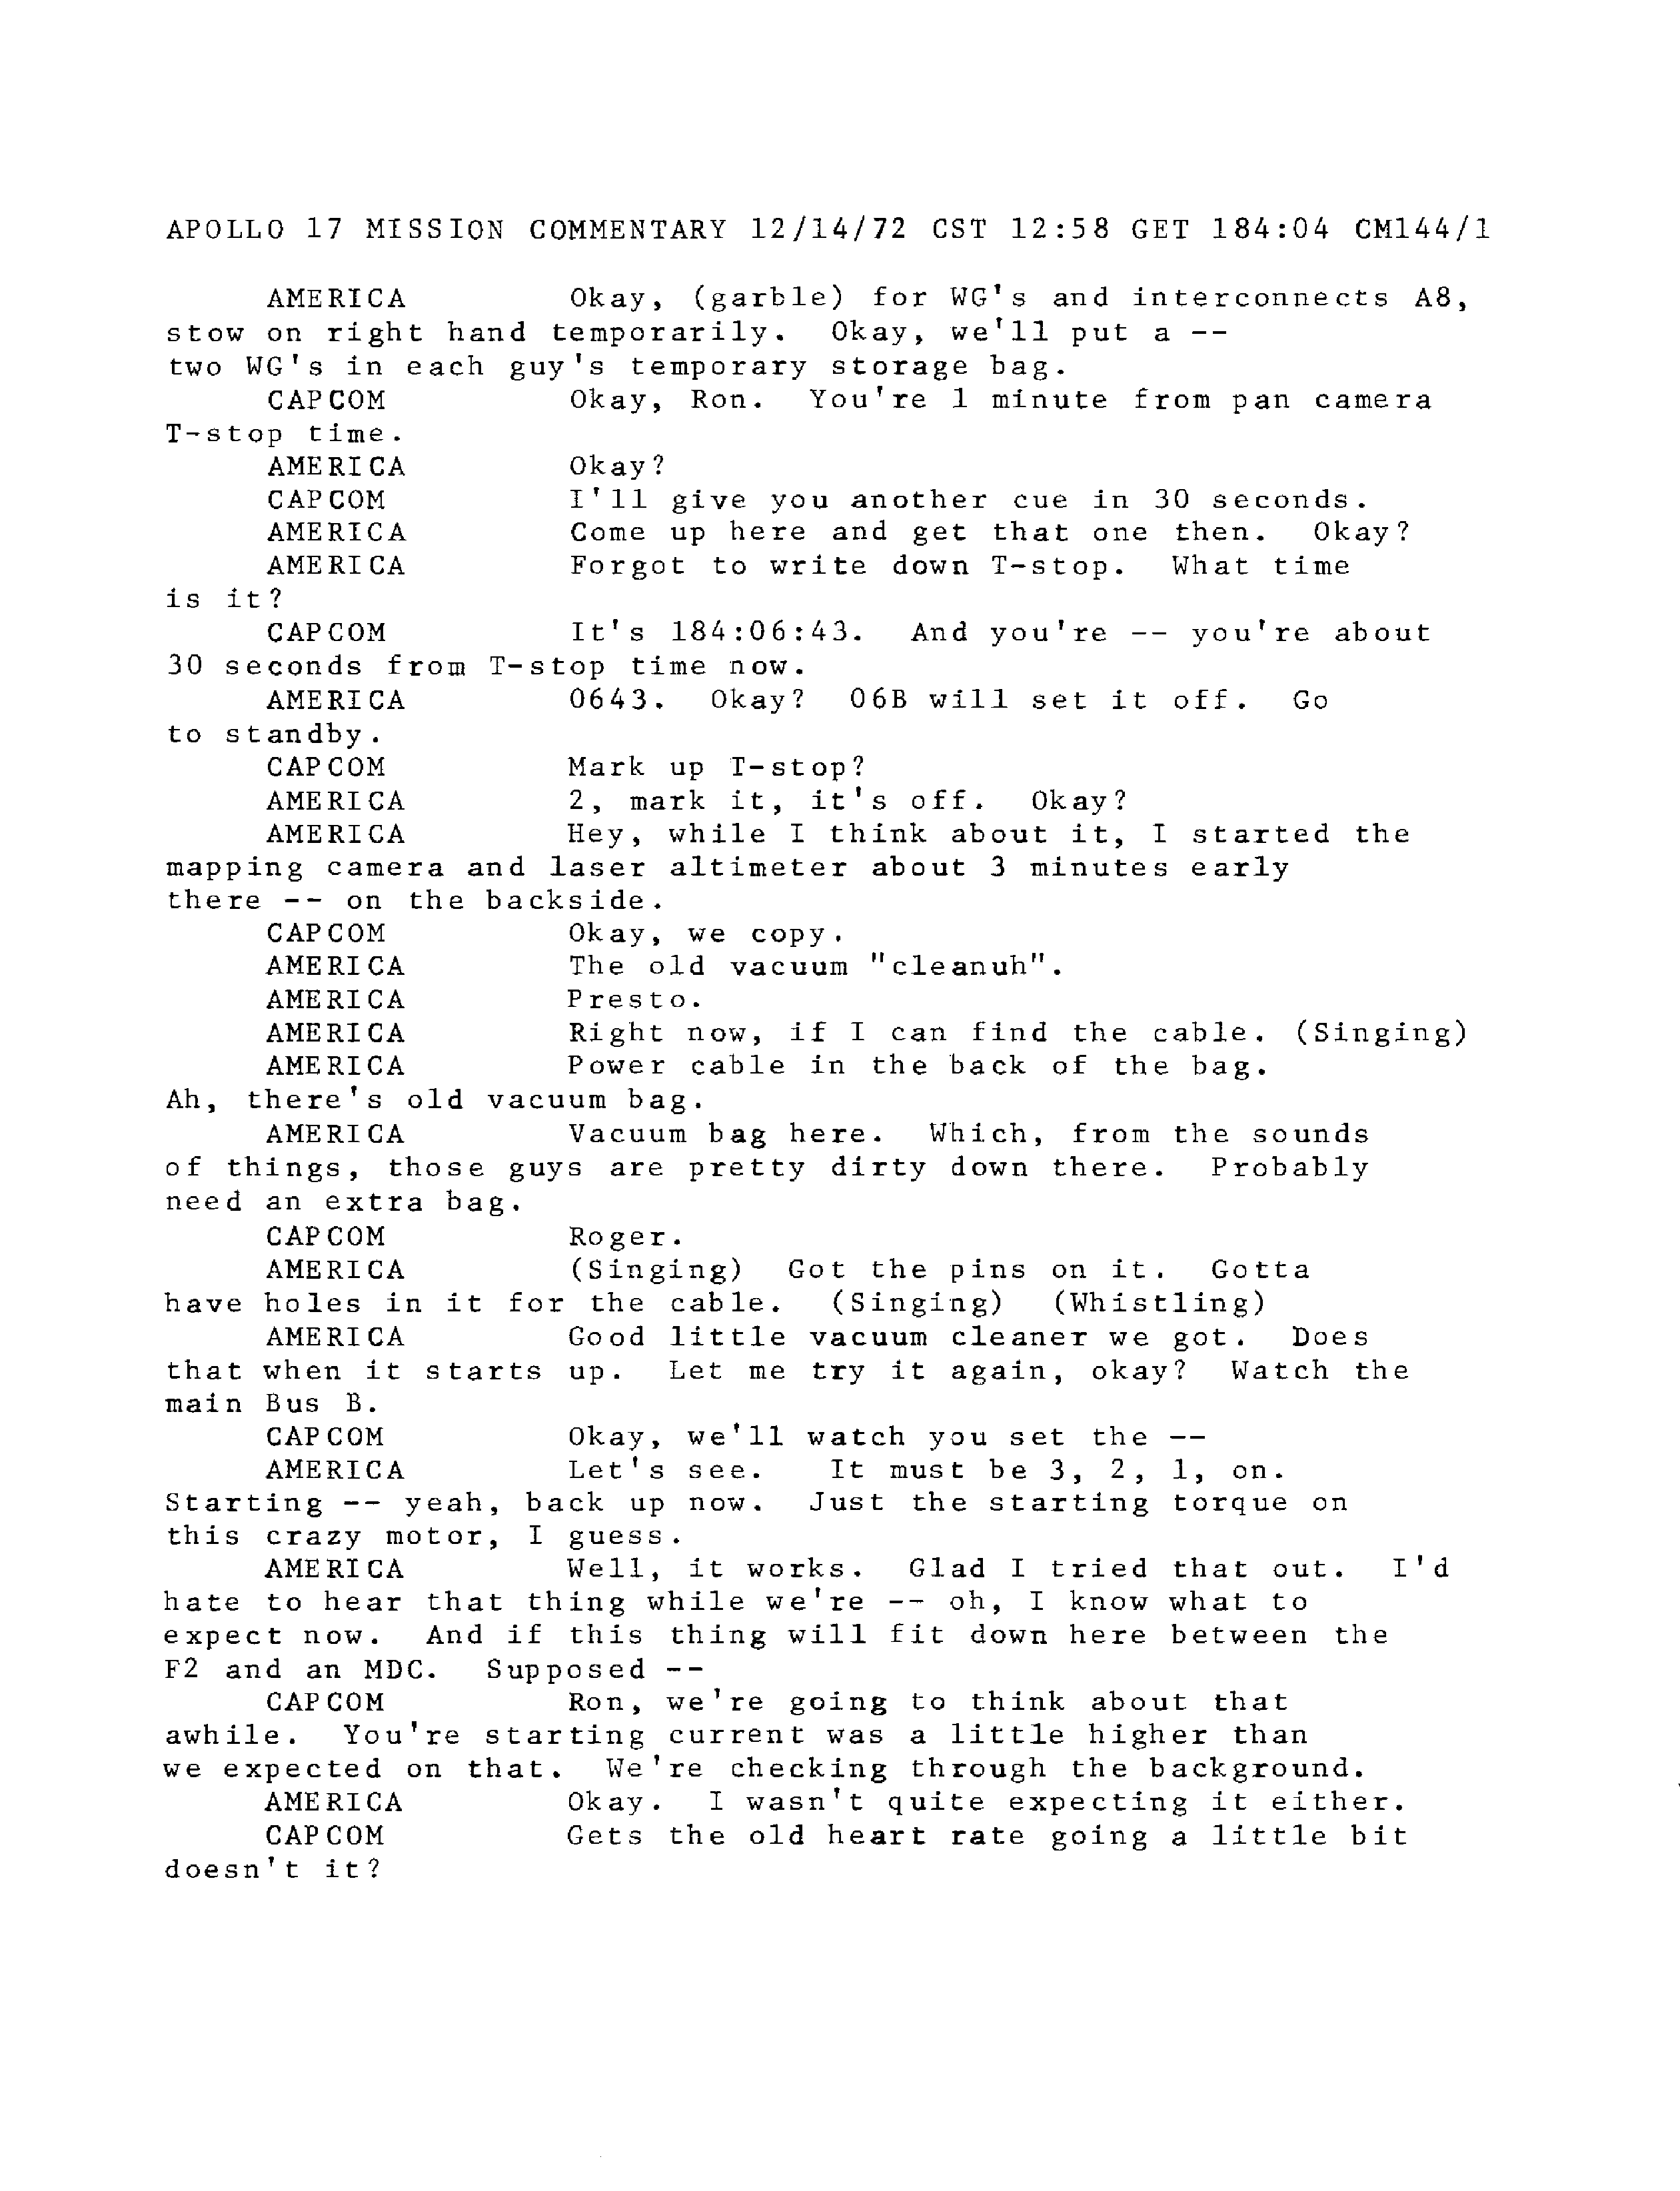 APOLLO 17 MISSION COMMENTARY 12/14/72 CST 12:58 GET 184:04 CM144/1
AMERICA Okay, (garble) for WG's and interconnects A8,
stow on right hand temporarily. Okay, we'll put a --
two WG's in each guy's temporary storage bag.
CAPCOM Okay, Ron. You're 1 minute from pan camera
T-stop time.
AMERICA Okay?
CAPCOM I'll give you another cue in 30 seconds.
AMERICA Come up here and get that one then. Okay?
AMERICA Forgot to write down T-stop. What time
is it?
CAPCOM It's 184:06:43. And you're -- you're about
30 seconds from T-stop time now.
AMERICA 0643. Okay? 06B will set it off. Go
to standby.
CAPCOM Mark up T-stop?
AMERICA 2, mark it, it's off. Okay?
AMERICA Hey, while I think about it, I started the
mapping camera and laser altimeter about 3 minutes early
there -- on the backside.
CAPCOM Okay, we copy.
AMERICA The old vacuum "cleanuh".
AMERICA Presto.
AMERICA Right now, if I can find the cable. (Singing)
AMERICA Power cable in the back of the bag.
Ah, there's old vacuum bag.
AMERICA Vacuum bag here. Which, from the sounds
of things, those guys are pretty dirty down there. Probably
need an extra bag.
CAPCOM Roger.
AMERICA (Singing) Got the pins on it. Gotta
have holes in it for the cable. (Singing) (Whistling)
AMERICA Good little vacuum cleaner we got. Does
that when it starts up. Let me try it again, okay? Watch the
main Bus B.
CAPCOM Okay, we'll watch you set the --
AMERICA Let's see. It must be 3, 2, 1, on.
Starting -- yeah, back up now. Just the starting torque on
this crazy motor, I guess.
AMERICA Well, it works. Glad I tried that out. I'd
hate to hear that thing while we're -- oh, I know what to
expect now. And if this thing will fit down here between the
F2 and an MDC. Supposed --
CAPCOM Ron, we're going to think about that
awhile. You're starting current was a little higher than
we expected on that. We're checking through the background.
AMERICA Okay. I wasn't quite expecting it either.
CAPCOM Gets the old heart rate going a little bit
doesn't it?